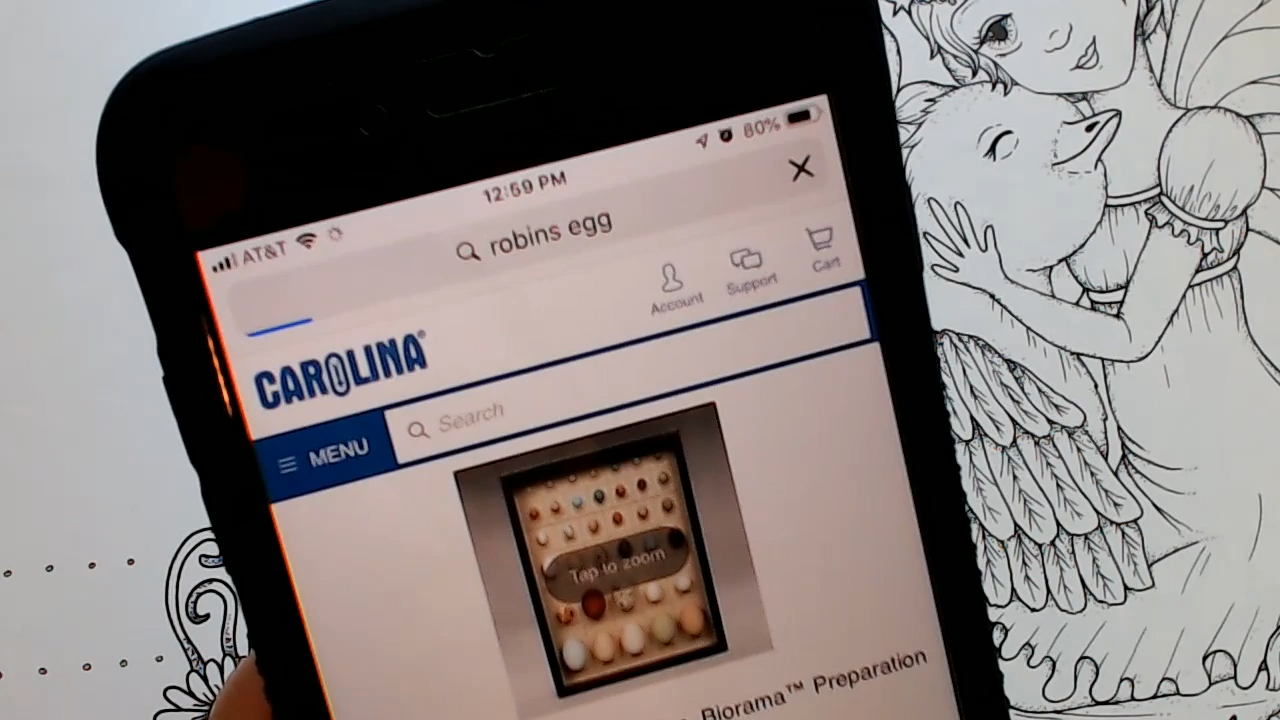 AT&T 12:59 PM 80%
robins egg
Account Support Cart
CAROLINA®
MENU Search
Tap to zoom
Biorama™ Preparation